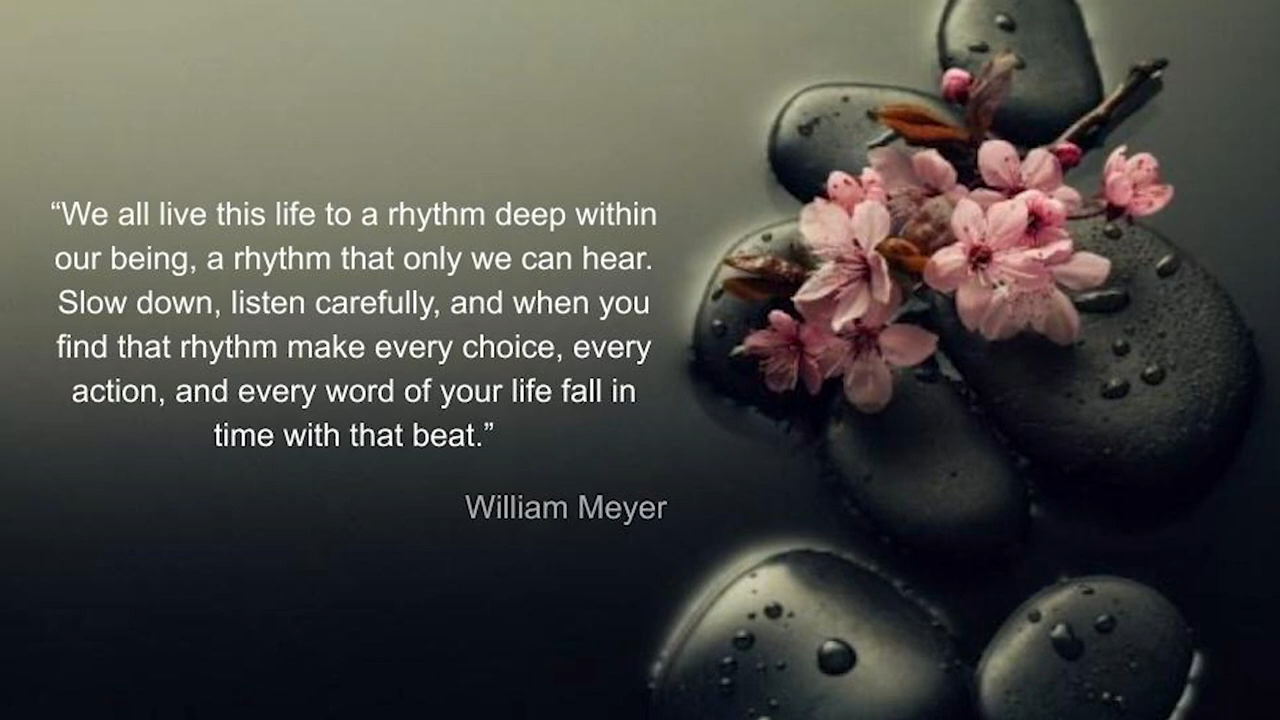 “We all live this life to a rhythm deep within
our being, a rhythm that only we can hear.
Slow down, listen carefully, and when you
find that rhythm make every choice, every
action, and every word of your life fall in
time with that beat.”
William Meyer